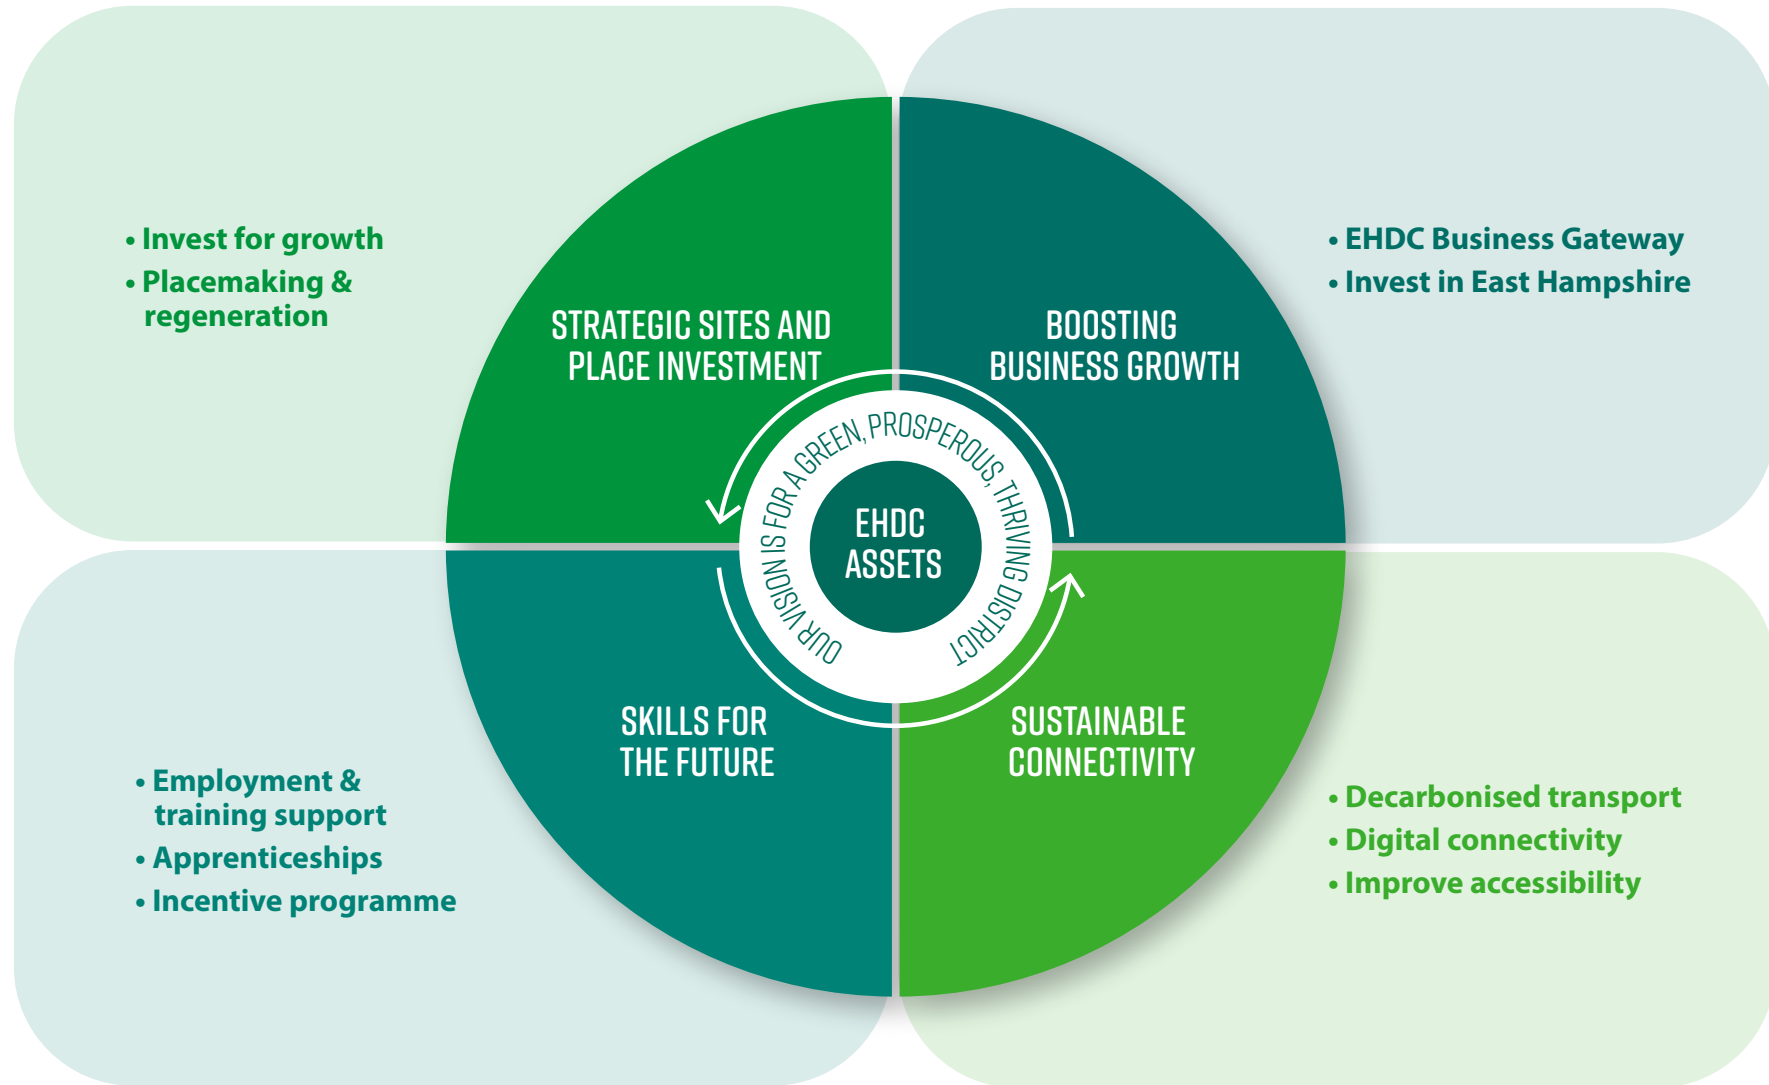 • Invest for growth
• Placemaking &
regeneration
STRATEGIC SITES AND
PLACE INVESTMENT
• EHDC Business Gateway
• Invest in East Hampshire
BOOSTING
BUSINESS GROWTH
OUR VISION IS FOR A GREEN, PROSPEROUS, THRIVING DISTRICT
EHDC
ASSETS
SKILLS FOR
THE FUTURE
• Employment &
training support
• Apprenticeships
• Incentive programme
SUSTAINABLE
CONNECTIVITY
• Decarbonised transport
• Digital connectivity
• Improve accessibility